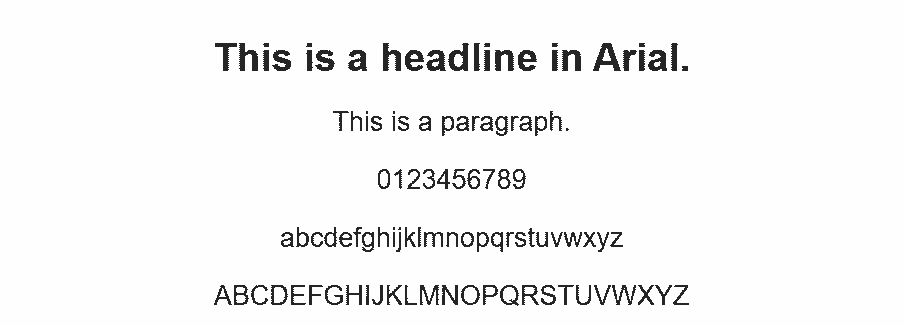 This is a headline in Arial.
This is a paragraph.
0123456789
abcdefghijklmnopqrstuvwxyz
ABCDEFGHIJKLMNOPQRSTUVWXYZ